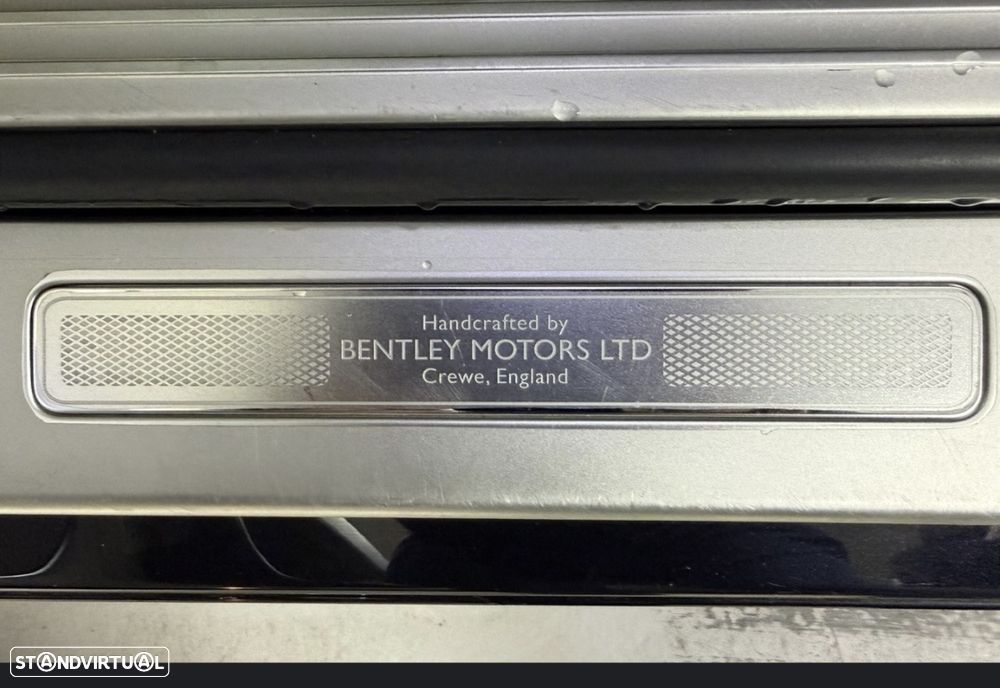 Handcrafted by
BENTLEY MOTORS LTD
Crewe, England
STANDVIRTUAL